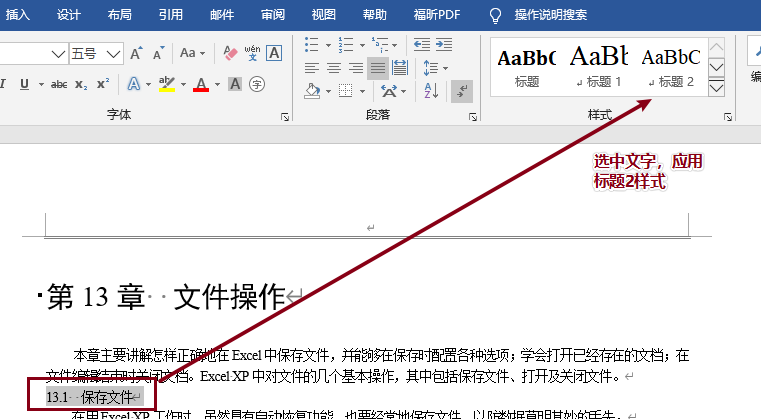 插入 设计 布局 引用 邮件 审阅 视图 帮助 福昕PDF 操作说明搜索
五号 A A Aa wén A
I U abc x₂ x² A ab A A 字
AaBbC AaBb AaBbC
标题 标题 1 标题 2
编
字体 段落 样式
选中文字，应用
标题2样式
第 13 章 文件操作
本章主要讲解怎样正确地在 Excel 中保存文件，并能够在保存时配置各种选项；学会打开已经存在的文档；在
文件编辑结束时关闭文档。Excel·XP 中对文件的几个基本操作，其中包括保存文件、打开及关闭文件。
13.1 保存文件
在用 Excel·XP 工作时，虽然具有自动恢复功能，也要经常地保存文件，以防